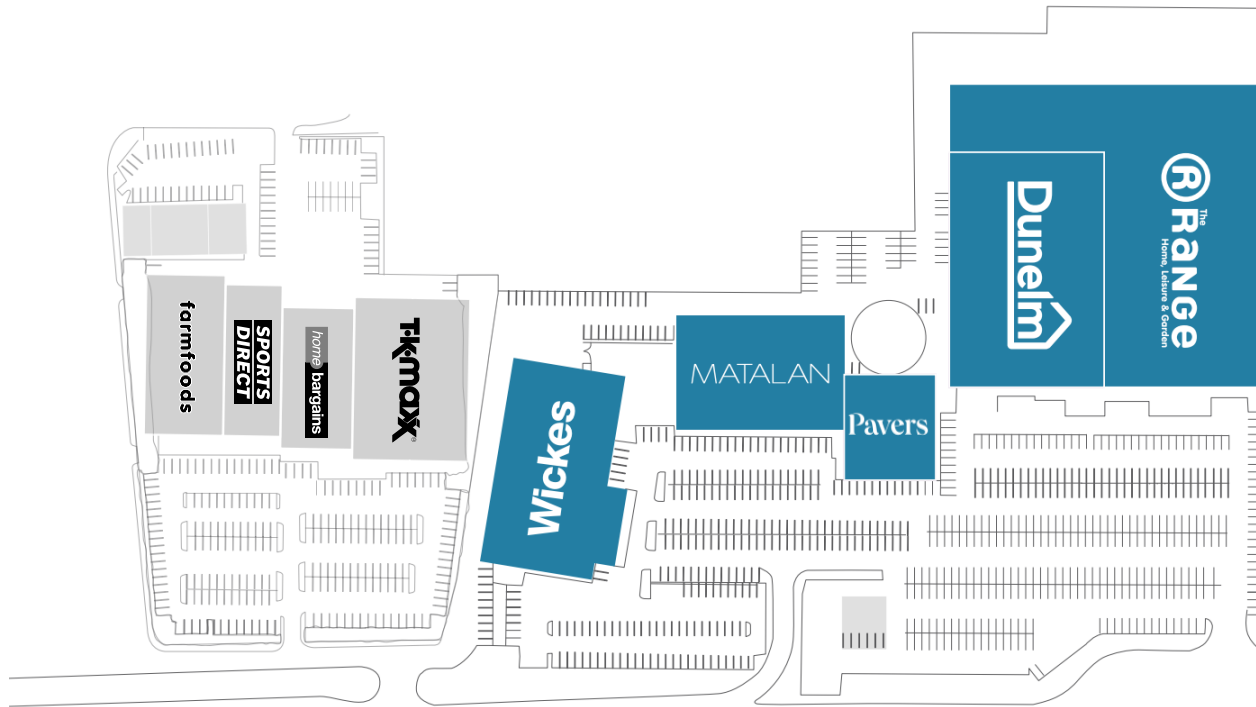 farmfoods
SPORTS
DIRECT
home bargains
TK maxx®
Wickes
MATALAN
Pavers
Dunelm
R
The
RaNGe
Home, Leisure & Garden